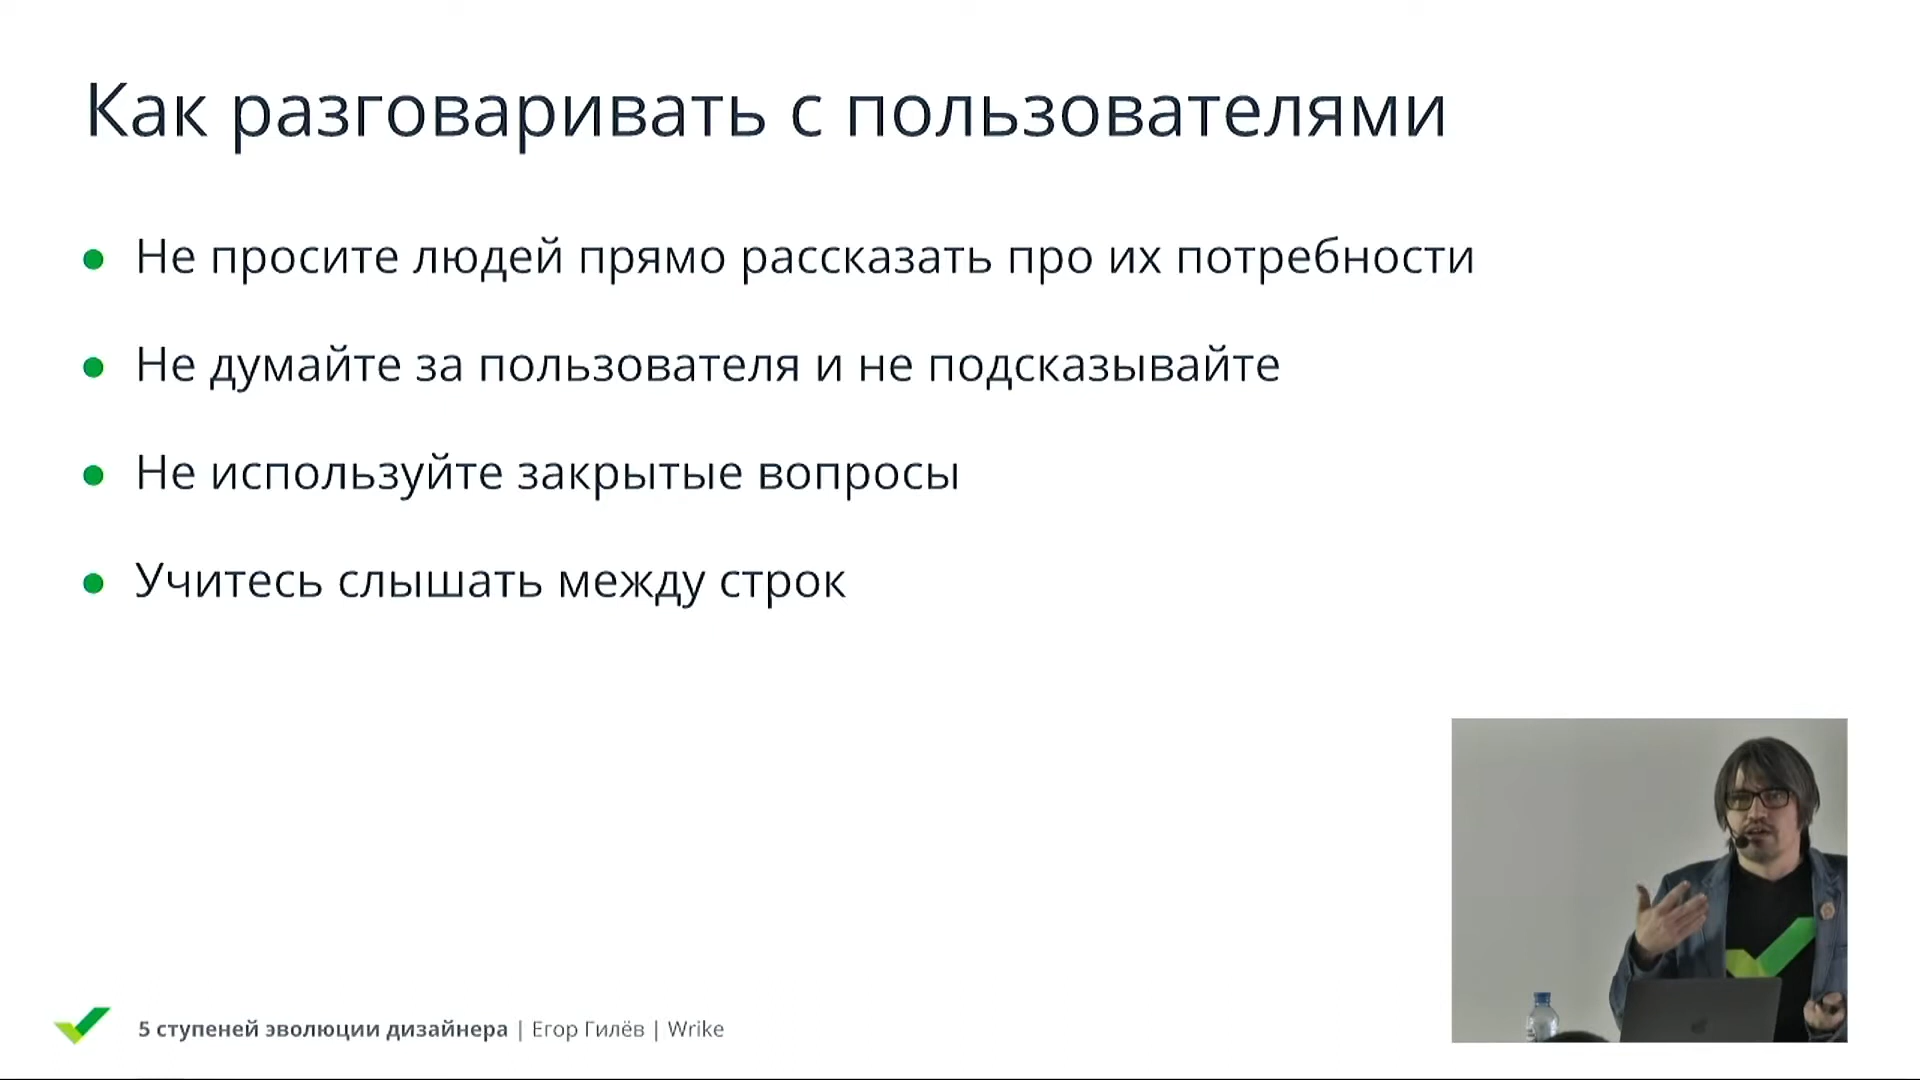 Как разговаривать с пользователями
Не просите людей прямо рассказать про их потребности
Не думайте за пользователя и не подсказывайте
Не используйте закрытые вопросы
Учитесь слышать между строк
5 ступеней эволюции дизайнера | Егор Гилёв | Wrike